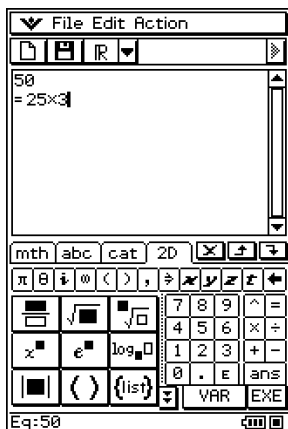 File Edit Action
R
50
=25×3
mth abc cat 2D
π θ i ∞ ( ) , ⇒ x y z t ←
7 8 9 ^ =
4 5 6 × ÷
x e log 1 2 3 + -
( ) {list} 0 . E ans
VAR EXE
Eq:50